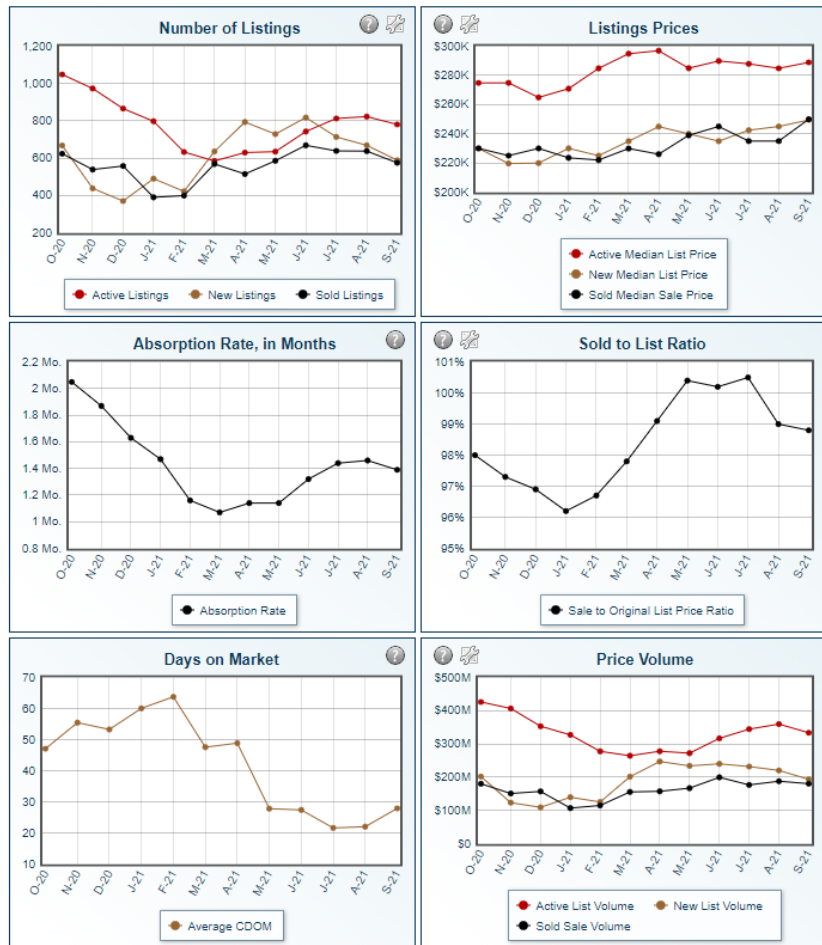 Number of Listings
?
1,200
1,000
800
600
400
200
O-20 N-20 D-20 J-21 F-21 M-21 A-21 M-21 J-21 J-21 A-21 S-21
Active Listings New Listings Sold Listings
?
Listings Prices
$300K
$280K
$260K
$240K
$220K
$200K
O-20 N-20 D-20 J-21 F-21 M-21 A-21 M-21 J-21 J-21 A-21 S-21
Active Median List Price
New Median List Price
Sold Median Sale Price
Absorption Rate, in Months
?
2.2 Mo.
2 Mo.
1.8 Mo.
1.6 Mo.
1.4 Mo.
1.2 Mo.
1 Mo.
0.8 Mo.
O-20 N-20 D-20 J-21 F-21 M-21 A-21 M-21 J-21 J-21 A-21 S-21
Absorption Rate
?
Sold to List Ratio
101%
100%
99%
98%
97%
96%
95%
O-20 N-20 D-20 J-21 F-21 M-21 A-21 M-21 J-21 J-21 A-21 S-21
Sale to Original List Price Ratio
Days on Market
?
70
60
50
40
30
20
10
O-20 N-20 D-20 J-21 F-21 M-21 A-21 M-21 J-21 J-21 A-21 S-21
Average CDOM
?
Price Volume
$500M
$400M
$300M
$200M
$100M
$0
O-20 N-20 D-20 J-21 F-21 M-21 A-21 M-21 J-21 J-21 A-21 S-21
Active List Volume New List Volume
Sold Sale Volume